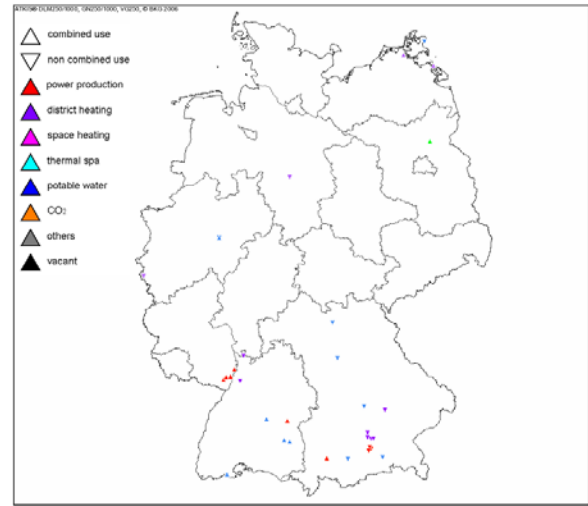 ATKIS® DLM250/1000, GN250/1000, VG250, © BKG 2006
combined use
non combined use
power production
district heating
space heating
thermal spa
potable water
CO₂
others
vacant